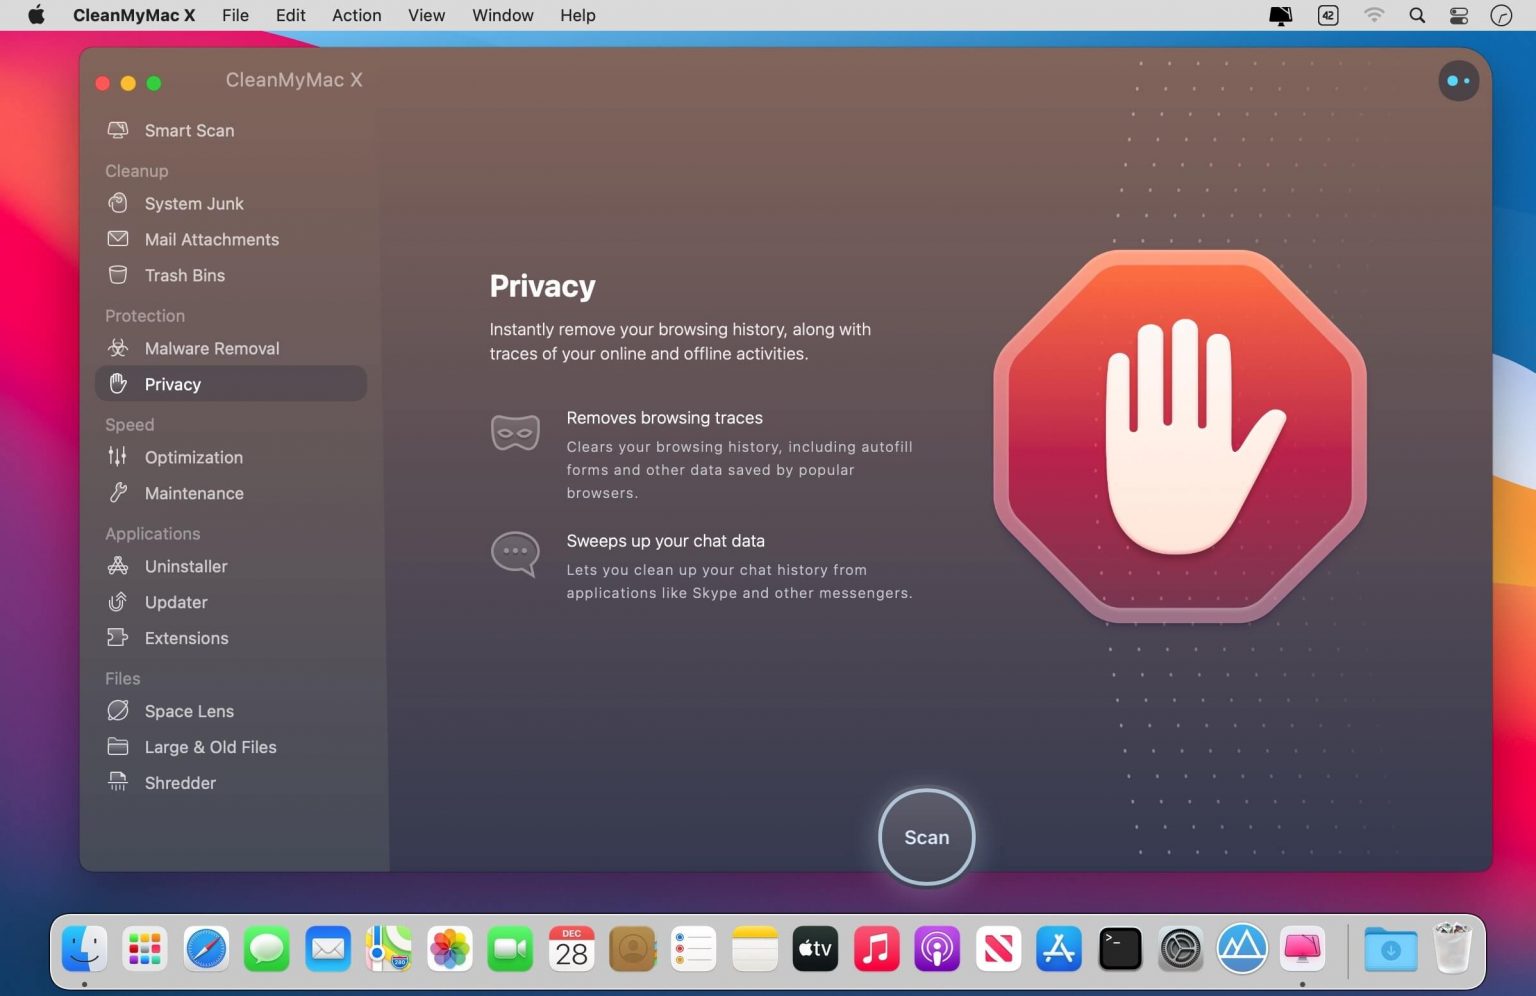 CleanMyMac X File Edit Action View Window Help
42
CleanMyMac X
Smart Scan
Cleanup
System Junk
Mail Attachments
Trash Bins
Protection
Malware Removal
Privacy
Speed
Optimization
Maintenance
Applications
Uninstaller
Updater
Extensions
Files
Space Lens
Large & Old Files
Shredder
Privacy
Instantly remove your browsing history, along with
traces of your online and offline activities.
Removes browsing traces
Clears your browsing history, including autofill
forms and other data saved by popular
browsers.
Sweeps up your chat data
Lets you clean up your chat history from
applications like Skype and other messengers.
Scan
280
DEC
28
tv
>_